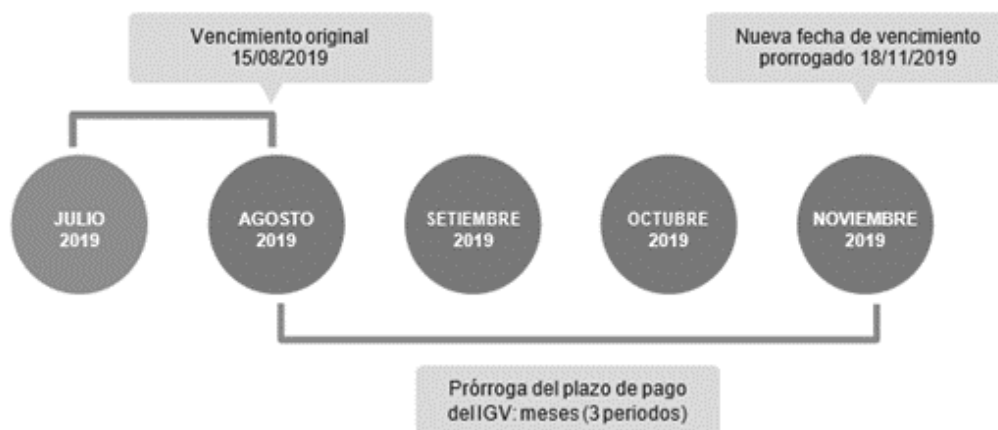 Vencimiento original
15/08/2019
Nueva fecha de vencimiento
prorrogado 18/11/2019
JULIO
2019
AGOSTO
2019
SETIEMBRE
2019
OCTUBRE
2019
NOVIEMBRE
2019
Prórroga del plazo de pago
del IGV: meses (3 periodos)